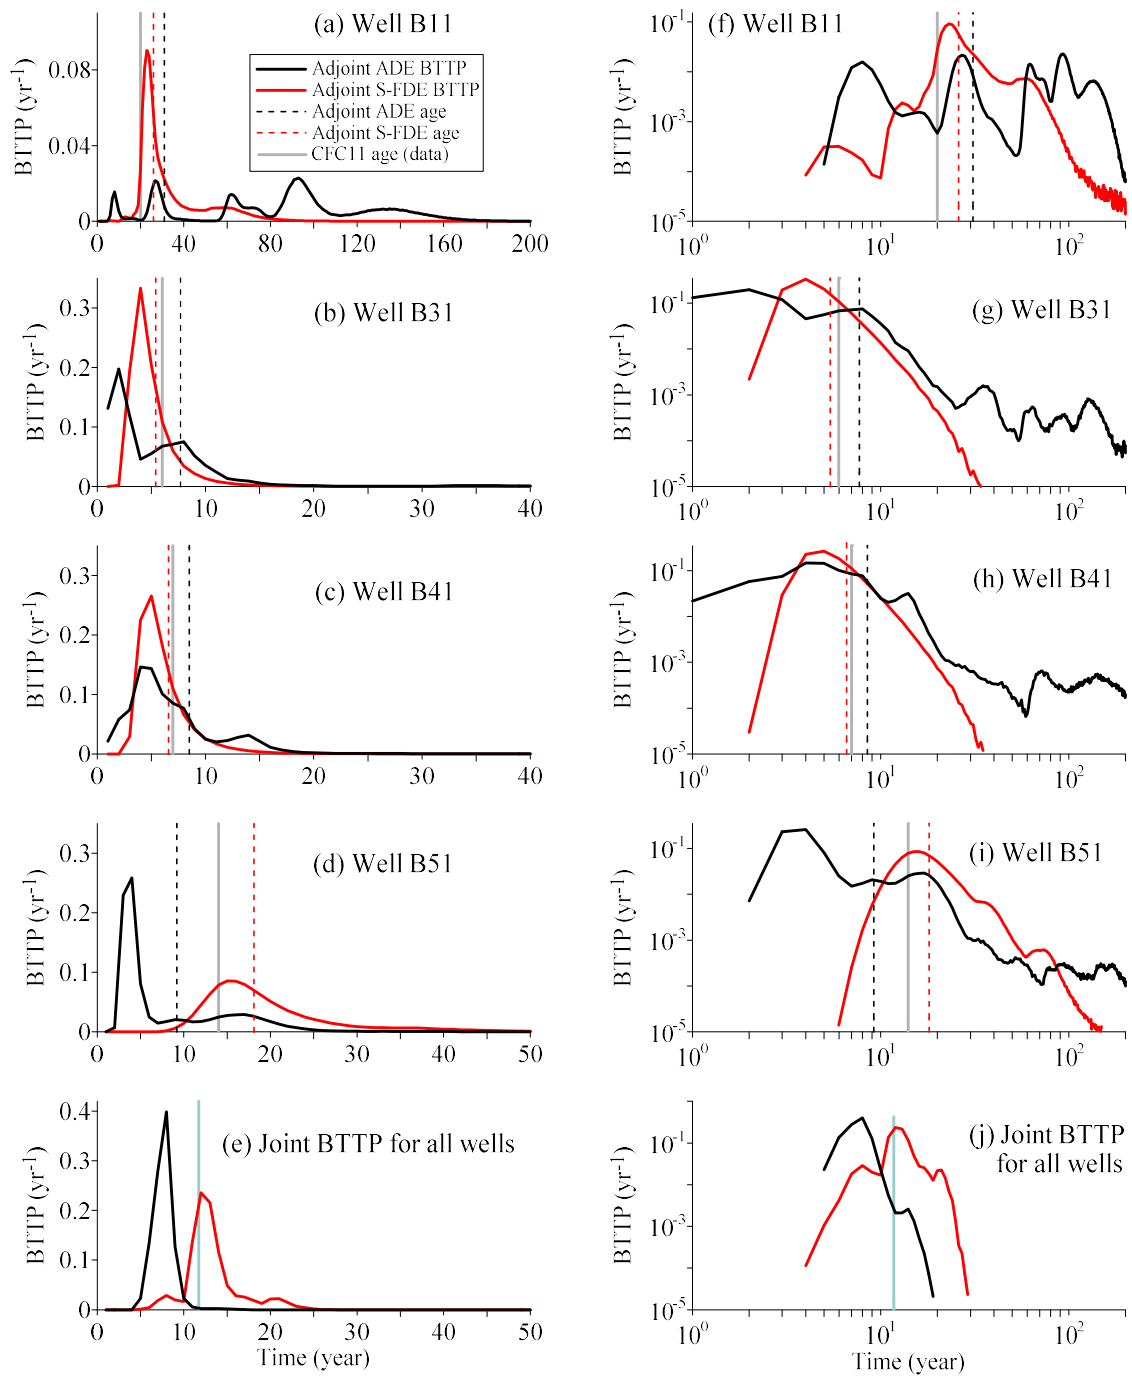 (a) Well B11
BTTP (yr-1)
0.08
0.04
0
Adjoint ADE BTTP
Adjoint S-FDE BTTP
Adjoint ADE age
Adjoint S-FDE age
CFC11 age (data)
0 40 80 120 160 200
(f) Well B11
BTTP (yr-1)
10-1
10-3
10-5
100 101 102
(b) Well B31
BTTP (yr-1)
0.3
0.2
0.1
0
0 10 20 30 40
(g) Well B31
BTTP (yr-1)
10-1
10-3
10-5
100 101 102
(c) Well B41
BTTP (yr-1)
0.3
0.2
0.1
0
0 10 20 30 40
(h) Well B41
BTTP (yr-1)
10-1
10-3
10-5
100 101 102
(d) Well B51
BTTP (yr-1)
0.3
0.2
0.1
0
0 10 20 30 40 50
(i) Well B51
BTTP (yr-1)
10-1
10-3
10-5
100 101 102
(e) Joint BTTP for all wells
BTTP (yr-1)
0.4
0.3
0.2
0.1
0
0 10 20 30 40 50
Time (year)
(j) Joint BTTP
for all wells
BTTP (yr-1)
10-1
10-3
10-5
100 101 102
Time (year)